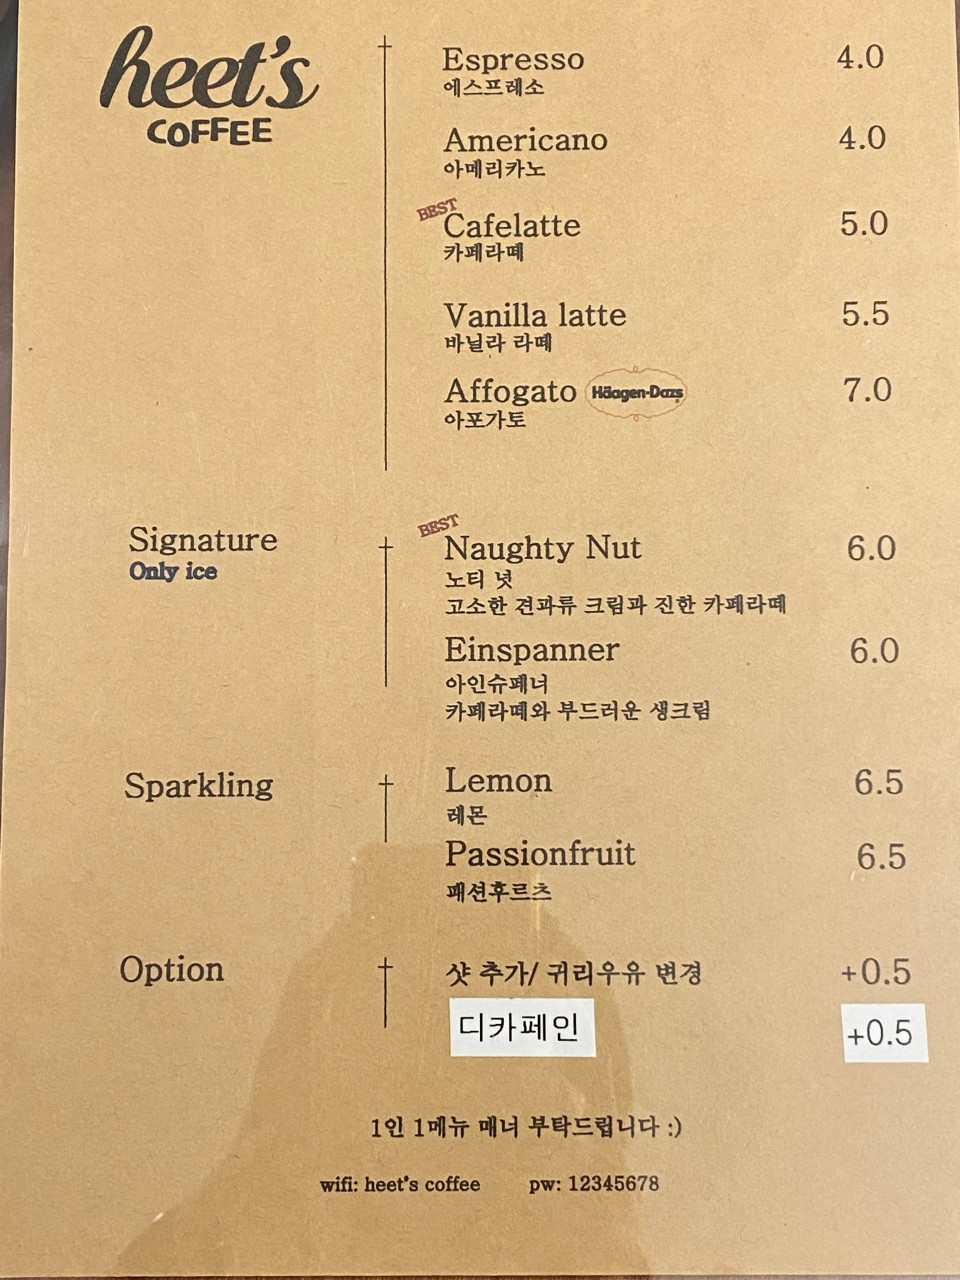 heet's
COFFEE
Espresso 4.0
에스프레소
Americano 4.0
아메리카노
BEST
Cafelatte 5.0
카페라떼
Vanilla latte 5.5
바닐라 라떼
Affogato Häagen-Dazs 7.0
아포가토
Signature
Only ice
BEST
Naughty Nut 6.0
노티 넛
고소한 견과류 크림과 진한 카페라떼
Einspanner 6.0
아인슈페너
카페라떼와 부드러운 생크림
Sparkling
Lemon 6.5
레몬
Passionfruit 6.5
패션후르츠
Option
샷 추가/ 귀리우유 변경 +0.5
디카페인 +0.5
1인 1메뉴 매너 부탁드립니다 :)
wifi: heet's coffee pw: 12345678